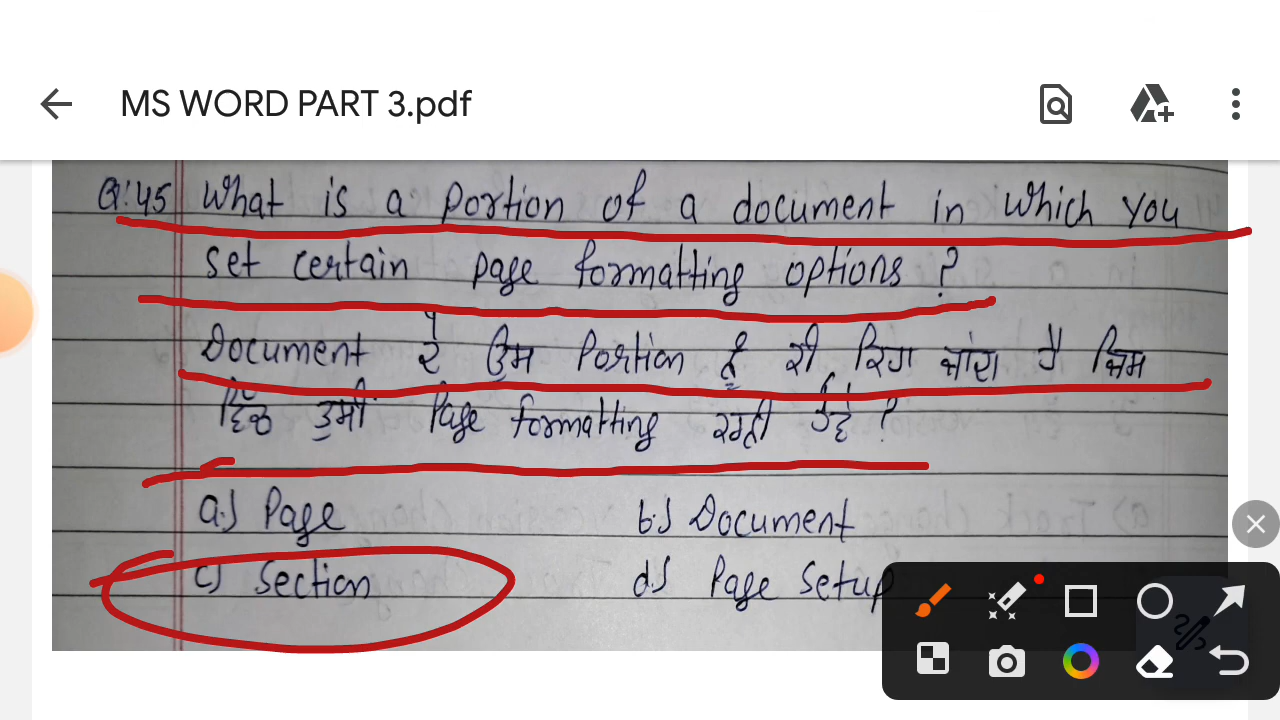 MS WORD PART 3.pdf
Q:45 What is a portion of a document in which you
set certain page formatting options ?
Document ਦੇ ਉਸ Portion ਨੂੰ ਕੀ ਕਿਹਾ ਜਾਂਦਾ ਹੈ ਜਿਸ
ਵਿੱਚ ਤੁਸੀਂ Page formatting ਕਰਨੀ ਹੋਵੇ ?
a.) Page b.) Document
c) Section d.) Page Setup